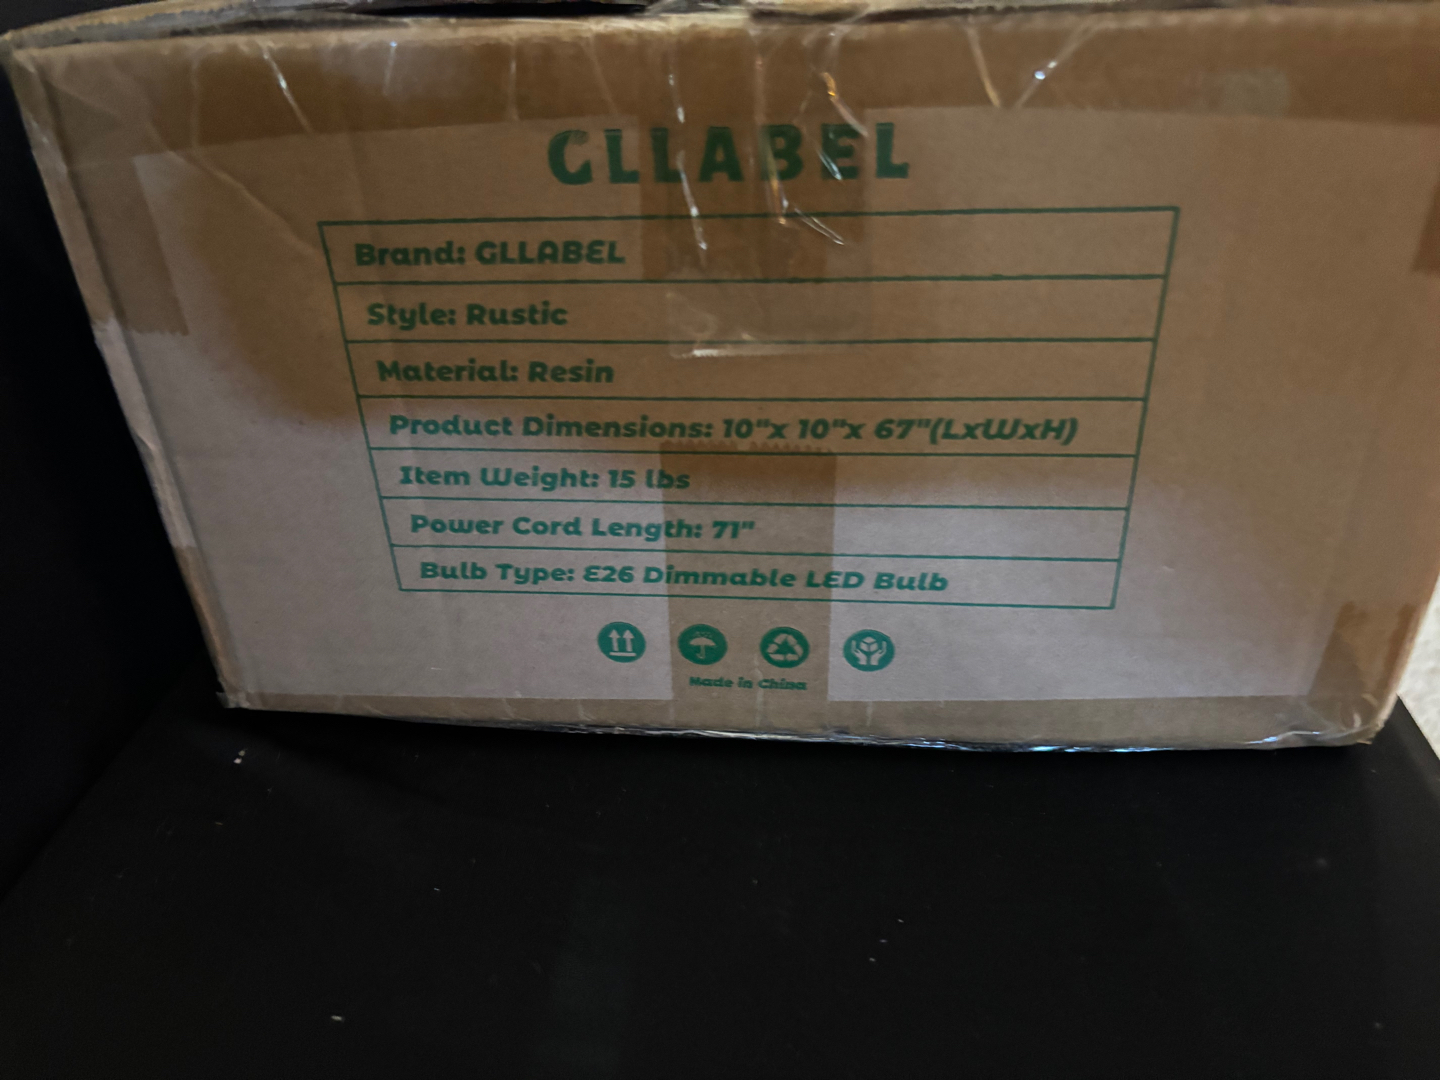 GLLABEL
Brand: GLLABEL
Style: Rustic
Material: Resin
Product Dimensions: 10"x 10"x 67"(LxWxH)
Item Weight: 15 lbs
Power Cord Length: 71"
Bulb Type: E26 Dimmable LED Bulb
Made in China